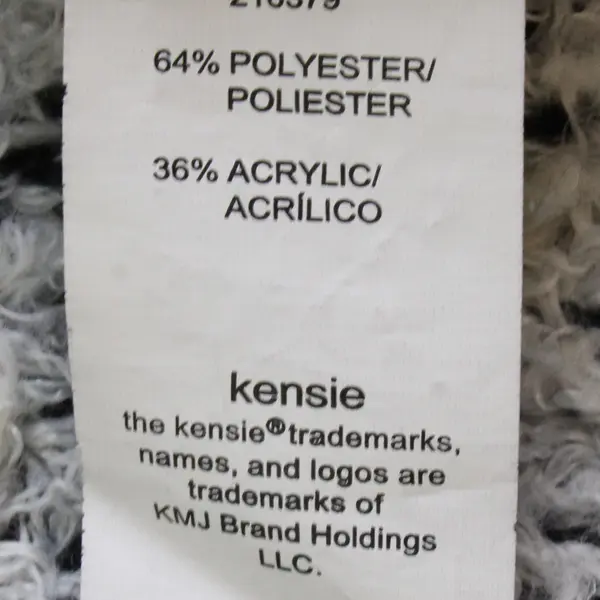 64% POLYESTER/
POLIESTER
36% ACRYLIC/
ACRÍLICO
kensie
the kensie® trademarks,
names, and logos are
trademarks of
KMJ Brand Holdings
LLC.